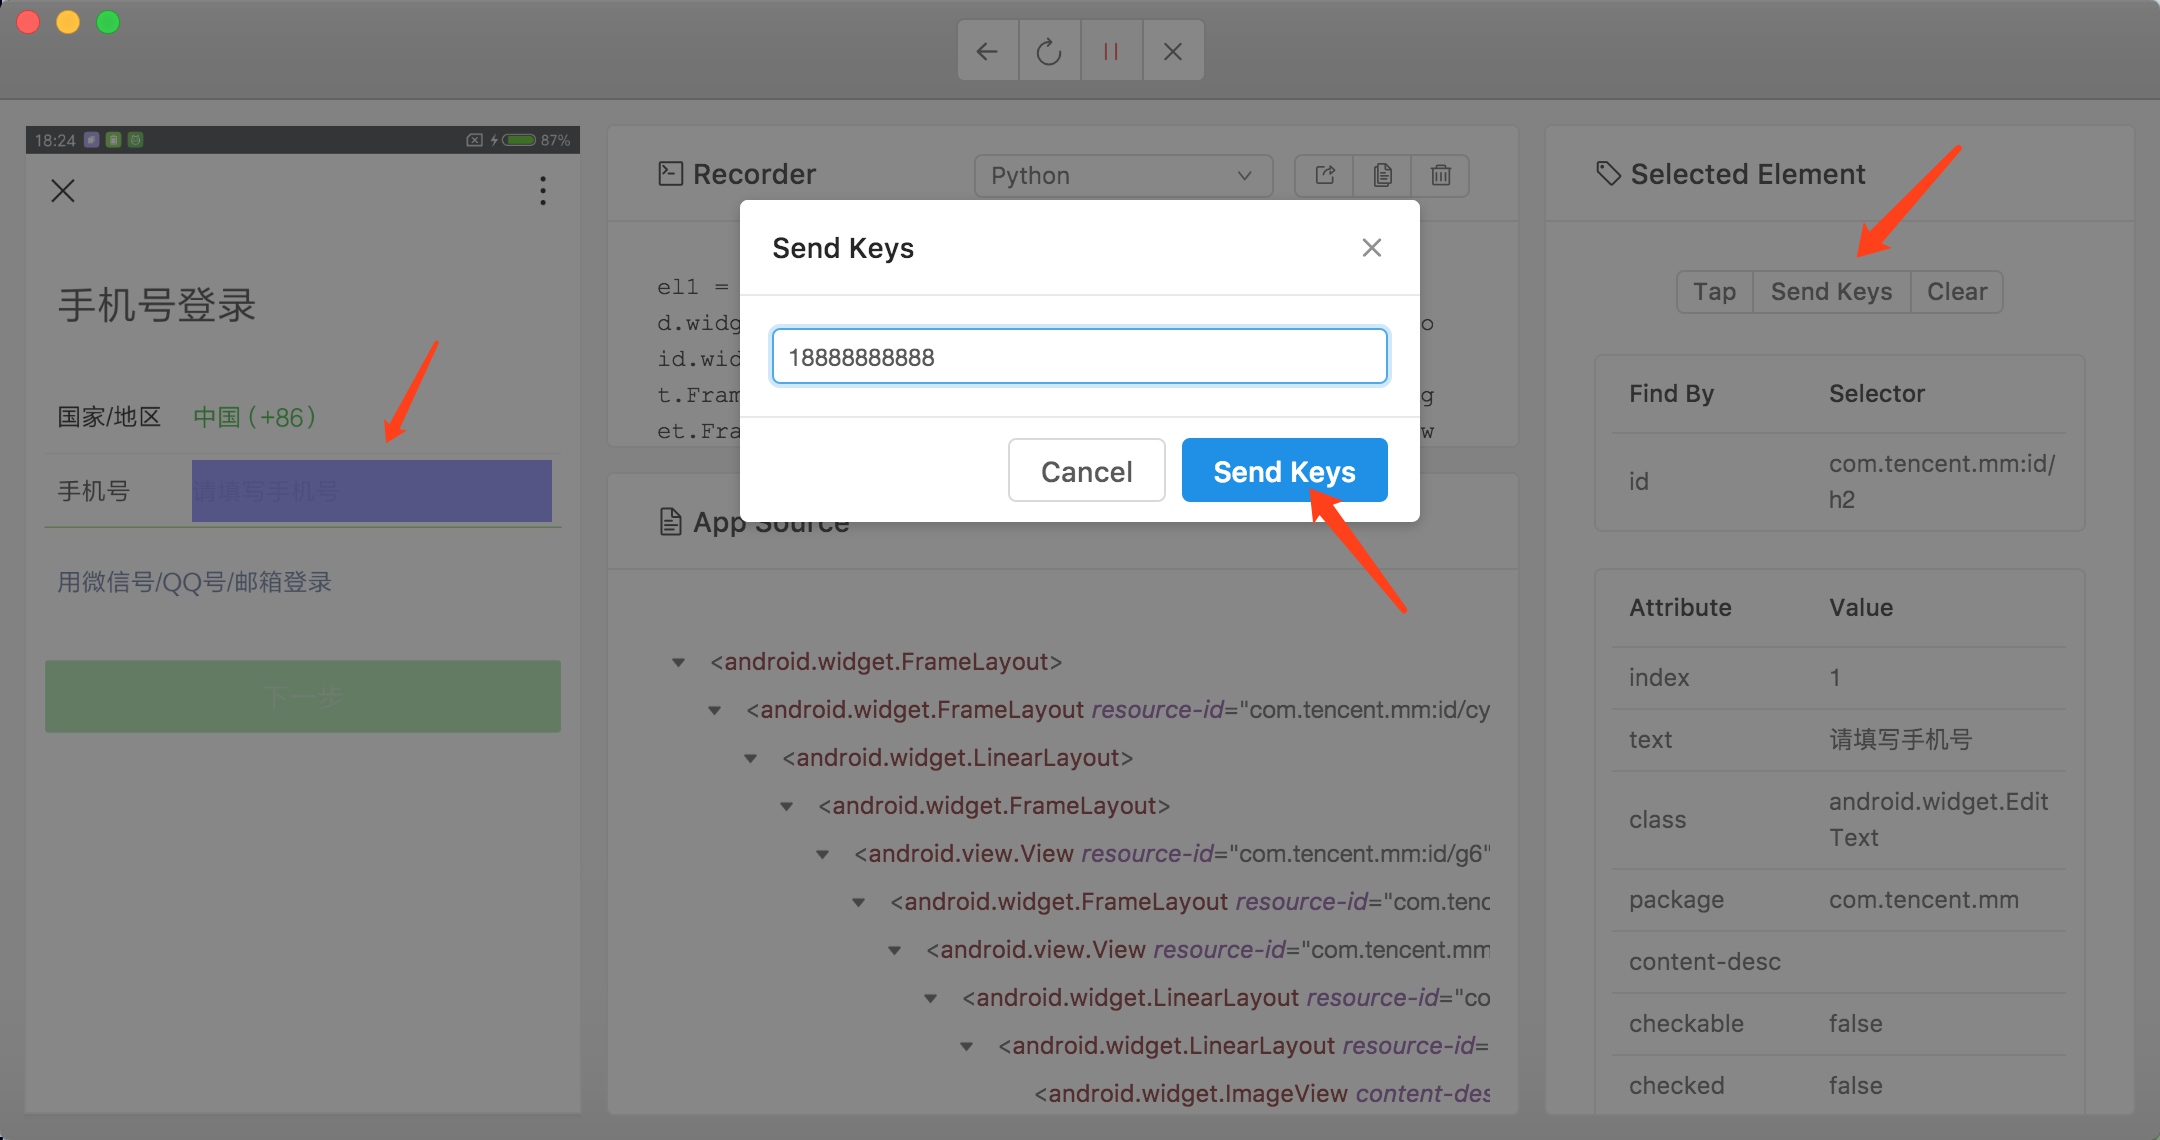 18:24
87%
手机号登录
国家/地区 中国 (+86)
手机号 请填写手机号
用微信号/QQ号/邮箱登录
下一步
Recorder
Python
el1 =
d.widg
o
id.wid
t.Fram
g
et.Fra
w
Send Keys
18888888888
Cancel
Send Keys
App Source
<android.widget.FrameLayout>
<android.widget.FrameLayout resource-id="com.tencent.mm:id/cy
<android.widget.LinearLayout>
<android.widget.FrameLayout>
<android.view.View resource-id="com.tencent.mm:id/g6"
<android.widget.FrameLayout resource-id="com.tenc
<android.view.View resource-id="com.tencent.mm
<android.widget.LinearLayout resource-id="co
<android.widget.LinearLayout resource-id=
<android.widget.ImageView content-des
Selected Element
Tap Send Keys Clear
Find By Selector
id com.tencent.mm:id/
h2
Attribute Value
index 1
text 请填写手机号
class android.widget.Edit
Text
package com.tencent.mm
content-desc
checkable false
checked false